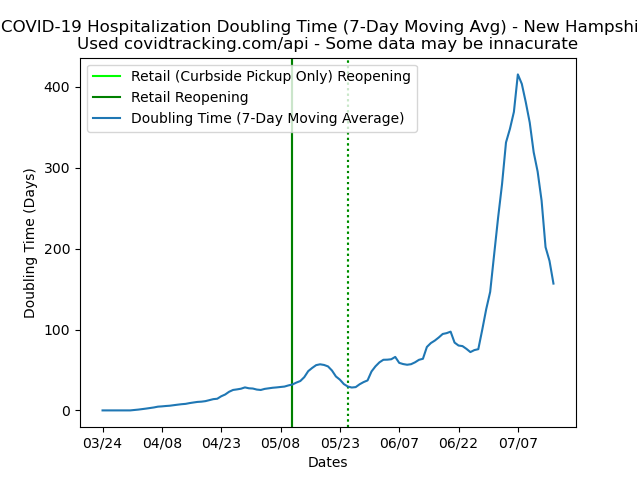 COVID-19 Hospitalization Doubling Time (7-Day Moving Avg) - New Hampshi
Used covidtracking.com/api - Some data may be innacurate
Retail (Curbside Pickup Only) Reopening
Retail Reopening
Doubling Time (7-Day Moving Average)
Doubling Time (Days)
400
300
200
100
0
03/24 04/08 04/23 05/08 05/23 06/07 06/22 07/07
Dates